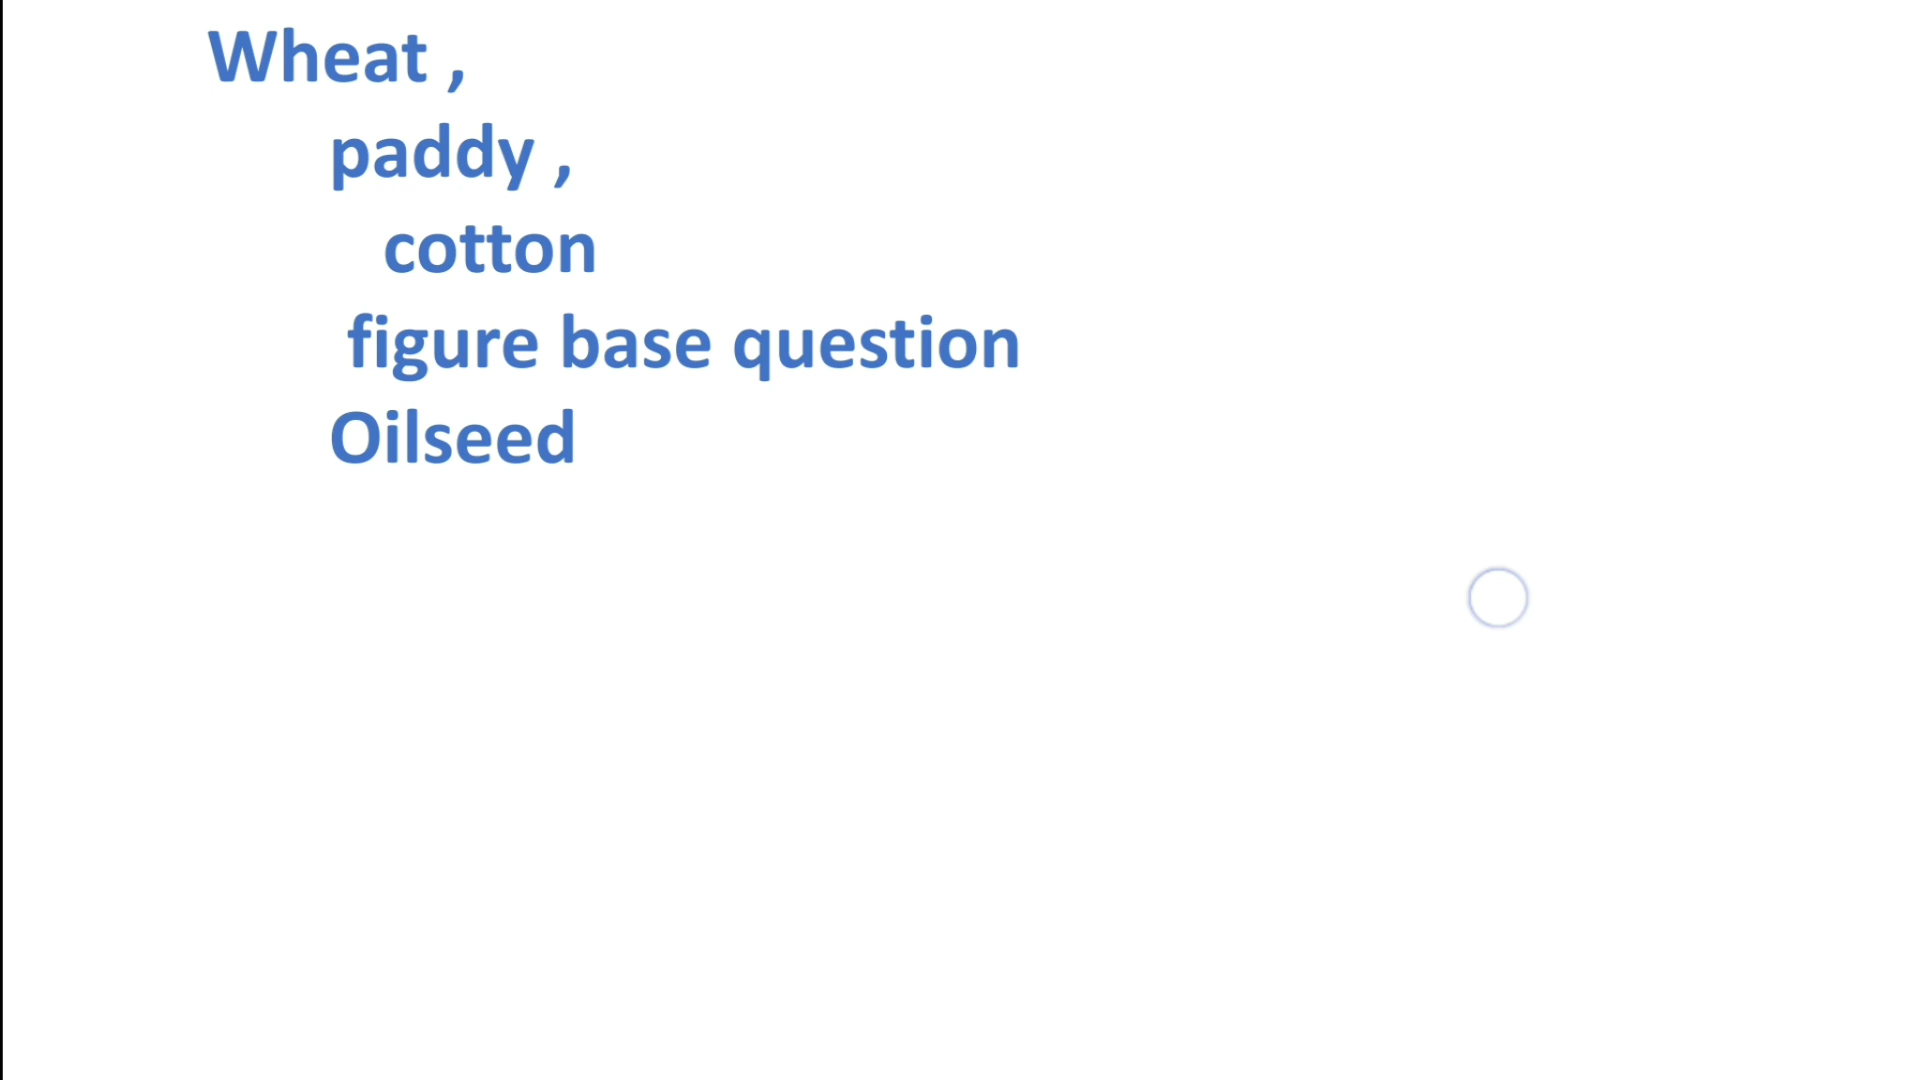 Wheat ,
paddy ,
cotton
figure base question
Oilseed